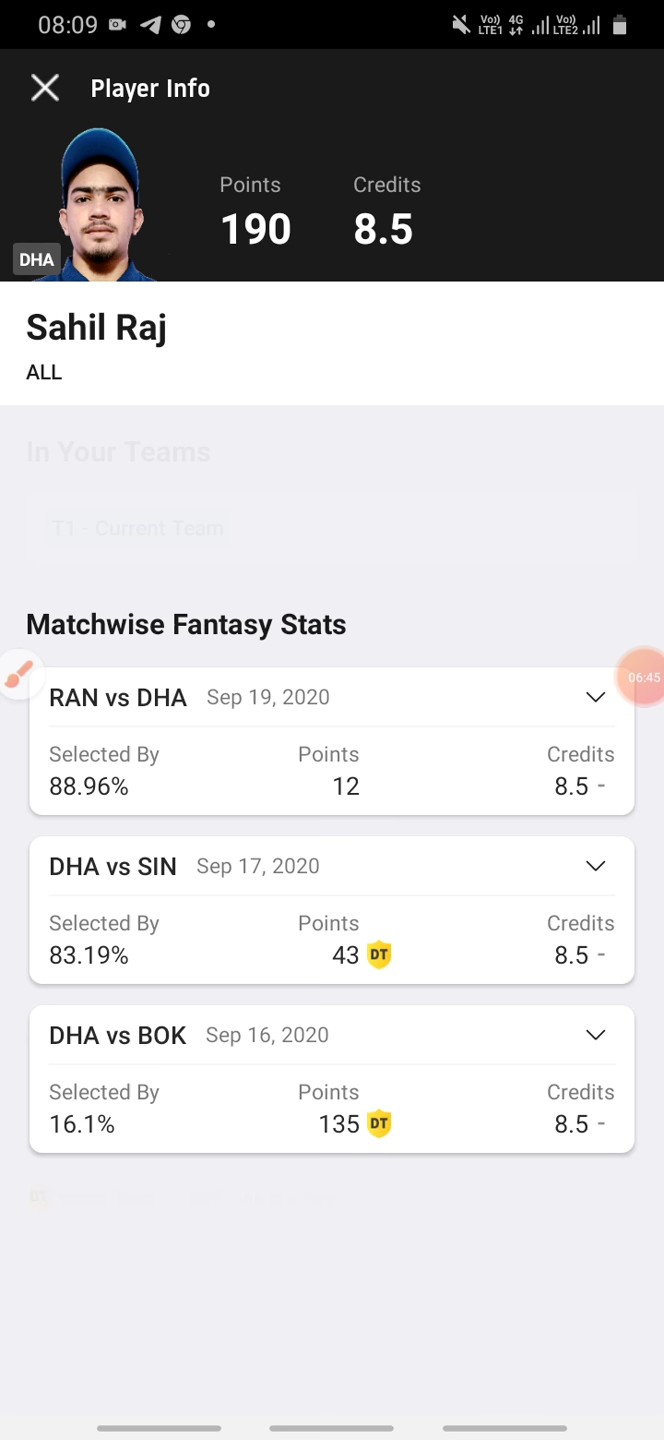 08:09 Vo)) LTE1 4G Vo)) LTE2
Player Info
Points Credits
190 8.5
DHA
Sahil Raj
ALL
In Your Teams
T1 - Current Team
Matchwise Fantasy Stats
06:45
RAN vs DHA Sep 19, 2020
Selected By Points Credits
88.96% 12 8.5 -
DHA vs SIN Sep 17, 2020
Selected By Points Credits
83.19% 43 DT 8.5 -
DHA vs BOK Sep 16, 2020
Selected By Points Credits
16.1% 135 DT 8.5 -